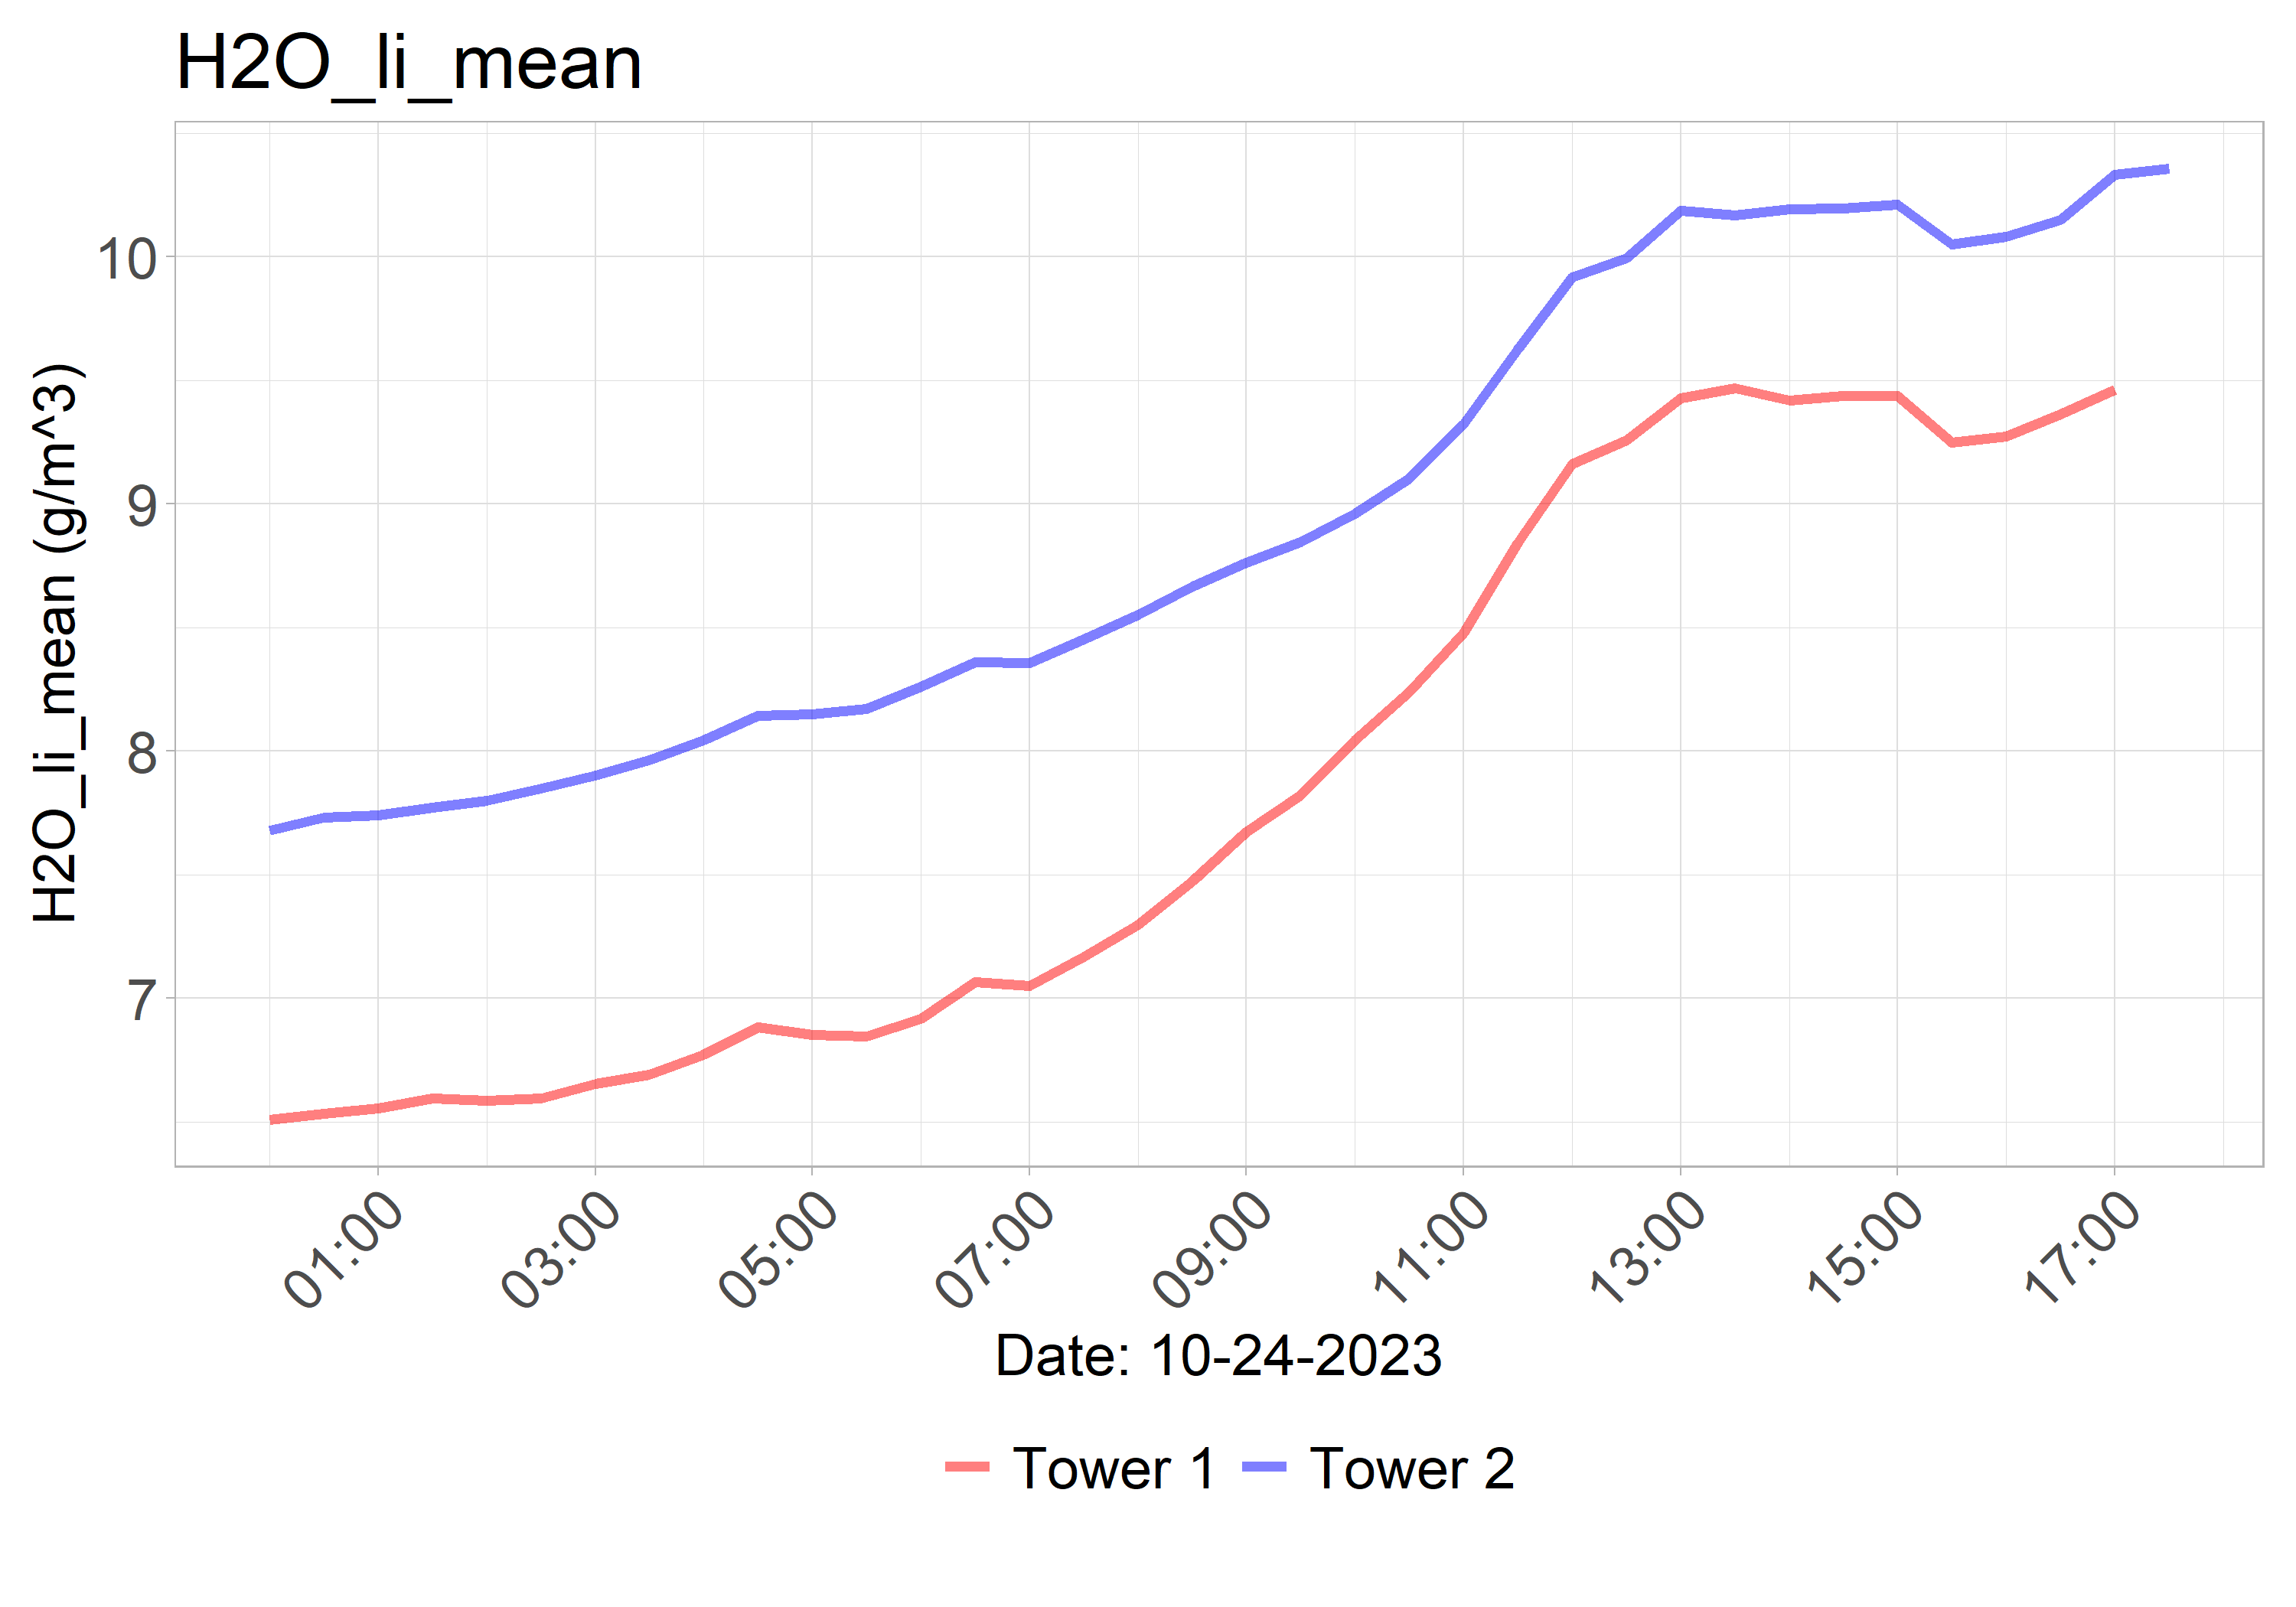 H2O_li_mean
H2O_li_mean (g/m^3)
10
9
8
7
01:00 03:00 05:00 07:00 09:00 11:00 13:00 15:00 17:00
Date: 10-24-2023
Tower 1 Tower 2